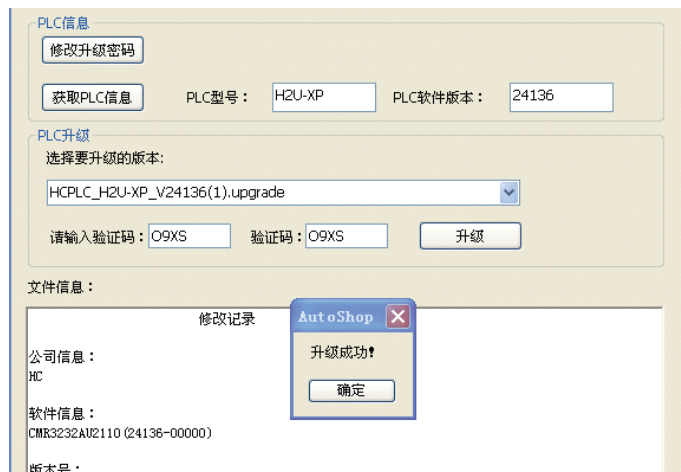 PLC信息
修改升级密码
获取PLC信息 PLC型号： H2U-XP PLC软件版本： 24136
PLC升级
选择要升级的版本:
HCPLC_H2U-XP_V24136(1).upgrade
请输入验证码：O9XS 验证码：O9XS 升级
文件信息：
修改记录
AutoShop
升级成功!
确定
公司信息：
HC
软件信息：
CMR3232AU2110(24136-00000)
版本号：